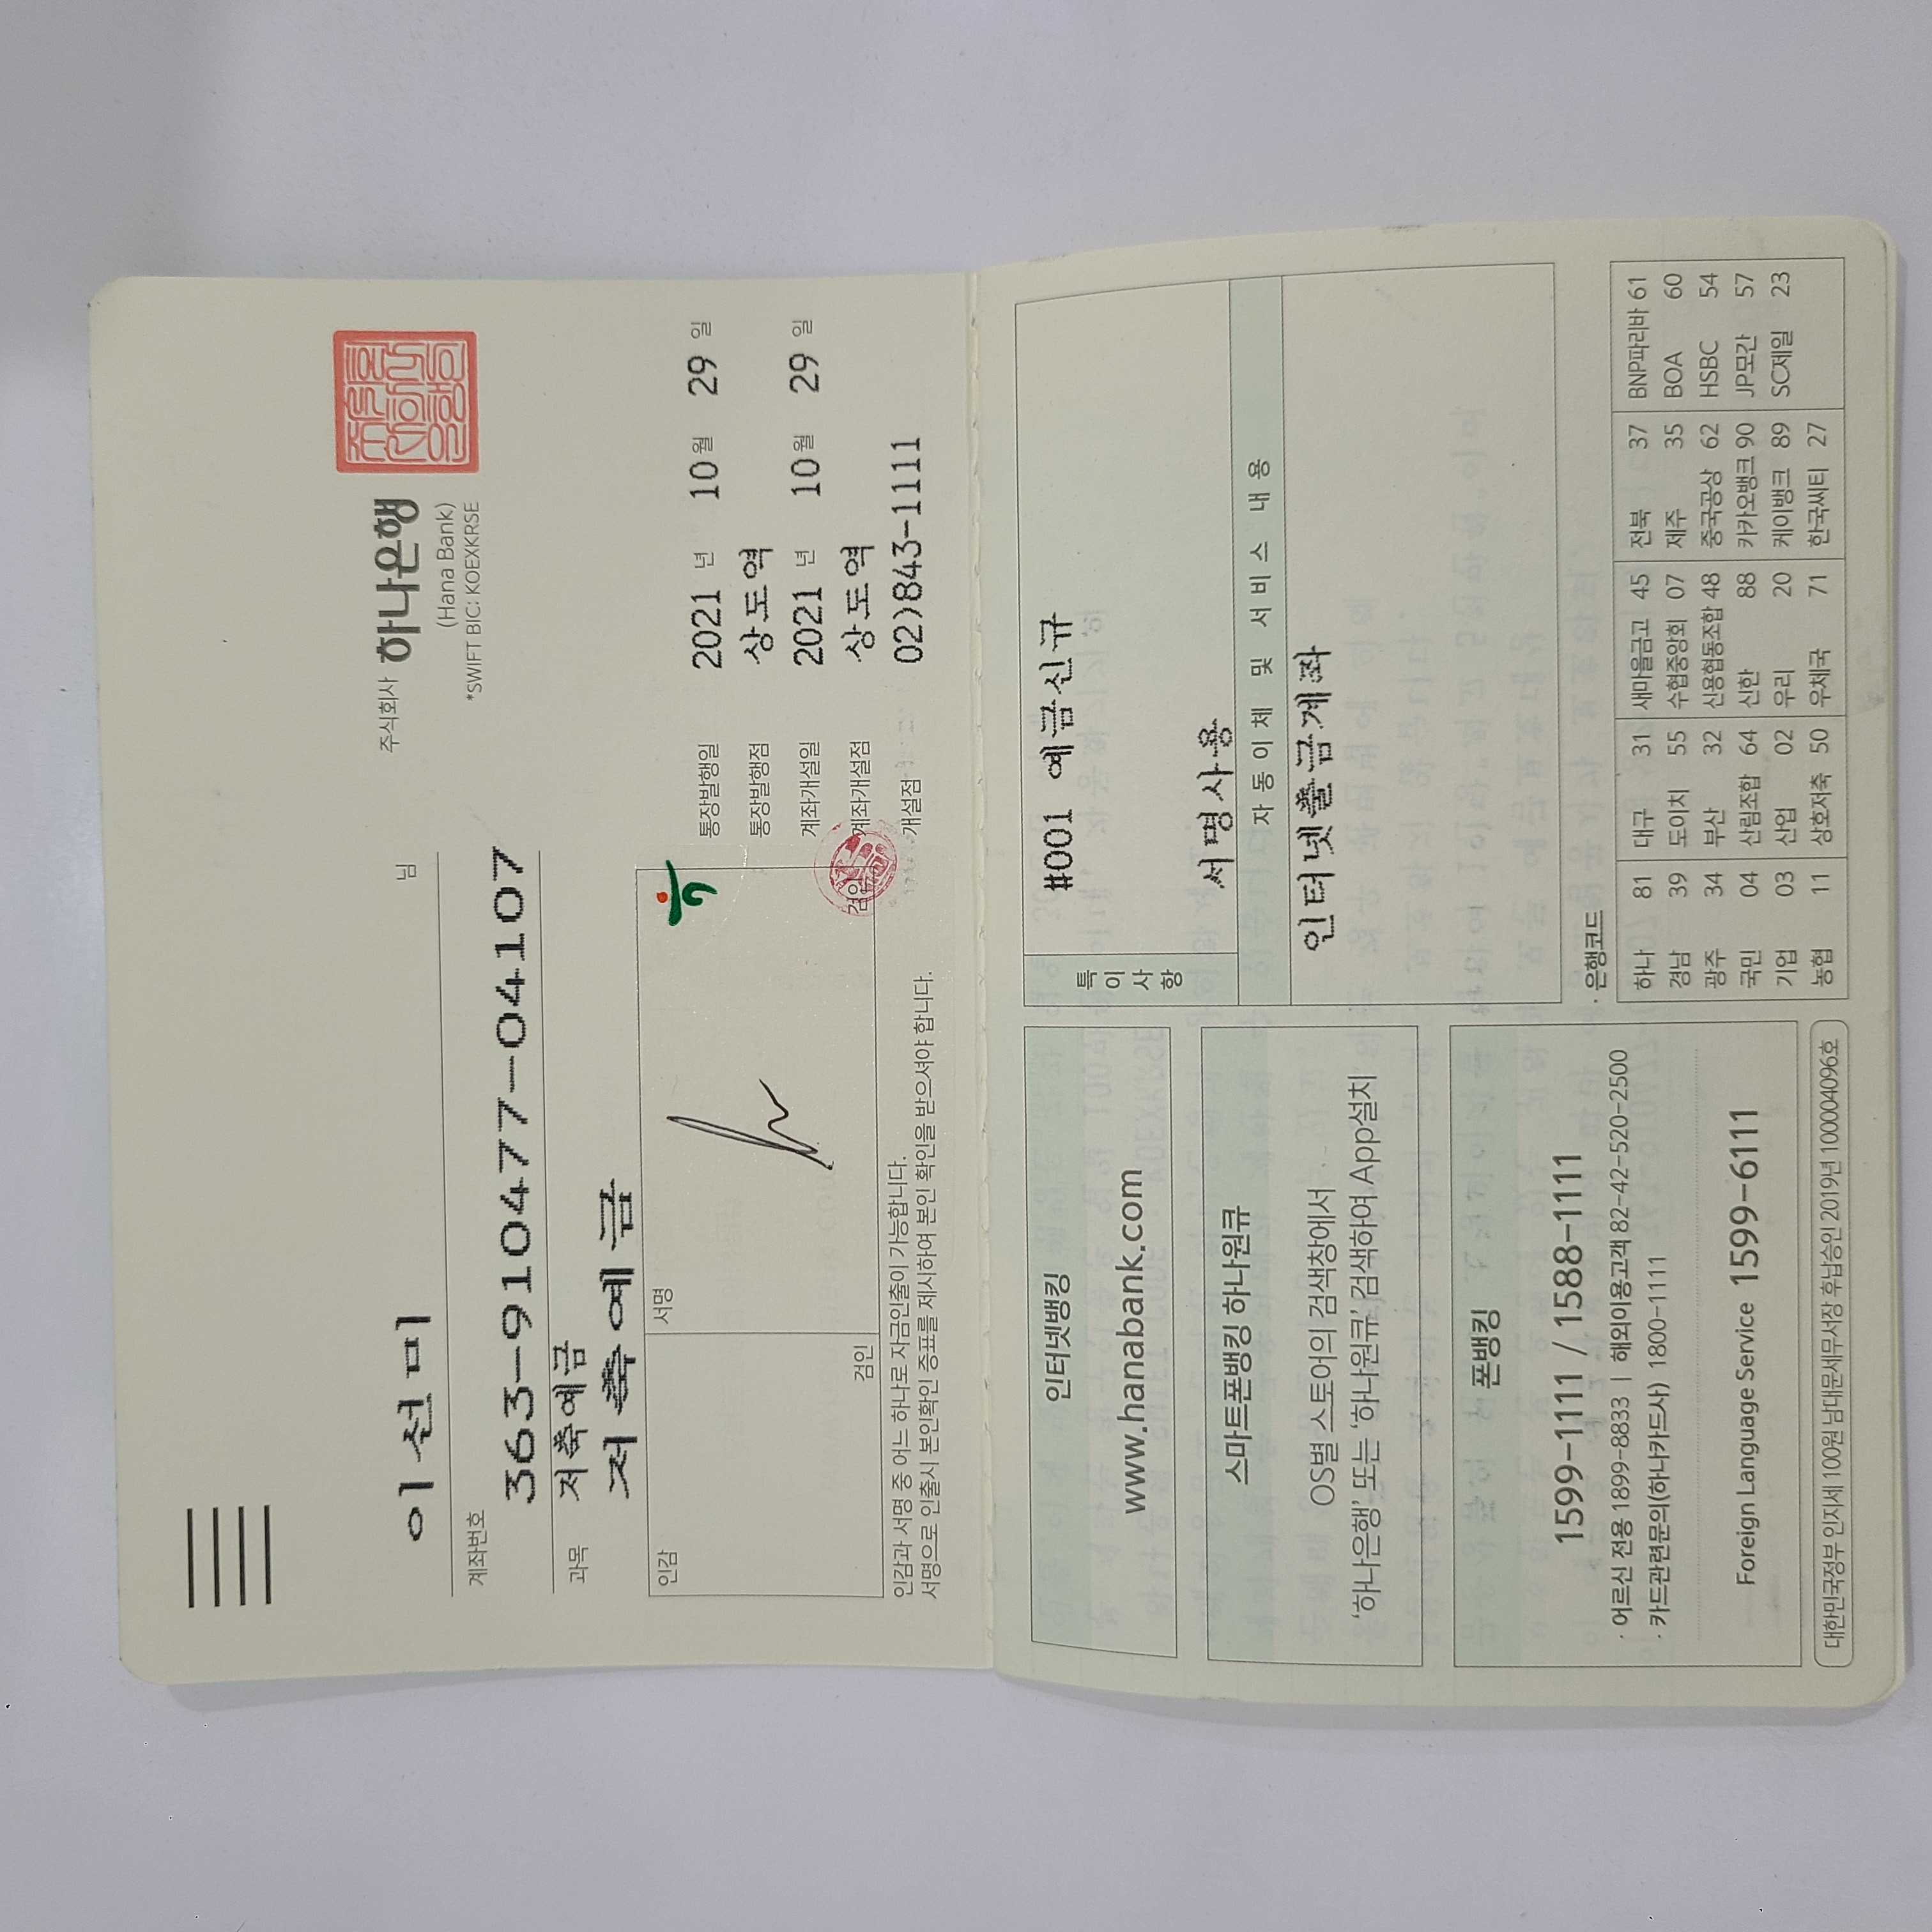 이선미 님
계좌번호
363-910477-04107
과목 저축예금
저축예금
인감
검인
서명
검인
인감과 서명 중 어느 하나로 자금인출이 가능합니다.
서명으로 인출시 본인확인 증표를 제시하여 본인 확인을 받으셔야 합니다.
주식회사 하나은행
(Hana Bank)
*SWIFT BIC: KOEXKRSE
통장발행일 2021 년 10 월 29 일
통장발행점 상도역
계좌개설일 2021 년 10 월 29 일
계좌개설점 상도역
개설점 02)843-1111
인터넷뱅킹
www.hanabank.com
스마트폰뱅킹 하나원큐
OS별 스토어의 검색창에서
'하나은행' 또는 '하나원큐' 검색하여 App설치
폰뱅킹
1599-1111 / 1588-1111
· 어르신 전용 1899-8833 | 해외이용고객 82-42-520-2500
· 카드관련문의(하나카드사) 1800-1111
Foreign Language Service 1599-6111
대한민국정부 인지세 100원 남대문세무서장 후납승인 2019년 100004096호
특이사항
#001 예금신규
서명사용
자동이체 및 서비스 내용
인터넷출금계좌
· 은행코드
하나 81 대구 31 새마을금고 45 전북 37 BNP파리바 61
경남 39 도이치 55 수협중앙회 07 제주 35 BOA 60
광주 34 부산 32 신용협동조합 48 중국공상 62 HSBC 54
국민 04 산림조합 64 신한 88 카카오뱅크 90 JP모간 57
기업 03 산업 02 우리 20 케이뱅크 89 SC제일 23
농협 11 상호저축 50 우체국 71 한국씨티 27